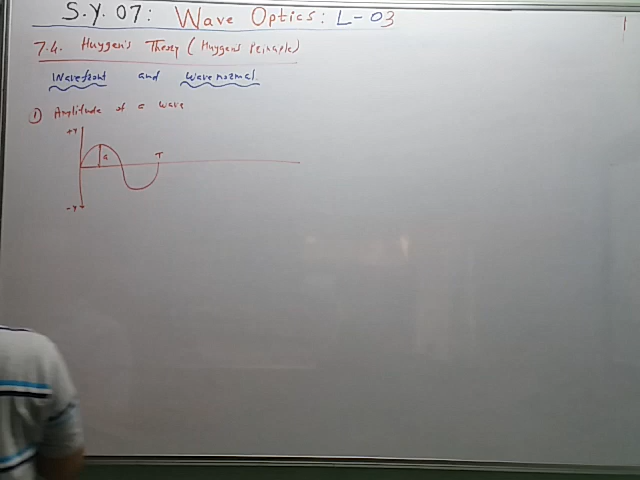 S.Y. 07: Wave Optics: L-03
7.4. Huygen's Theory (Huygens Principle)
Wavefront and Wave normal.
① Amplitude of a wave
+Y
a
T
-Y